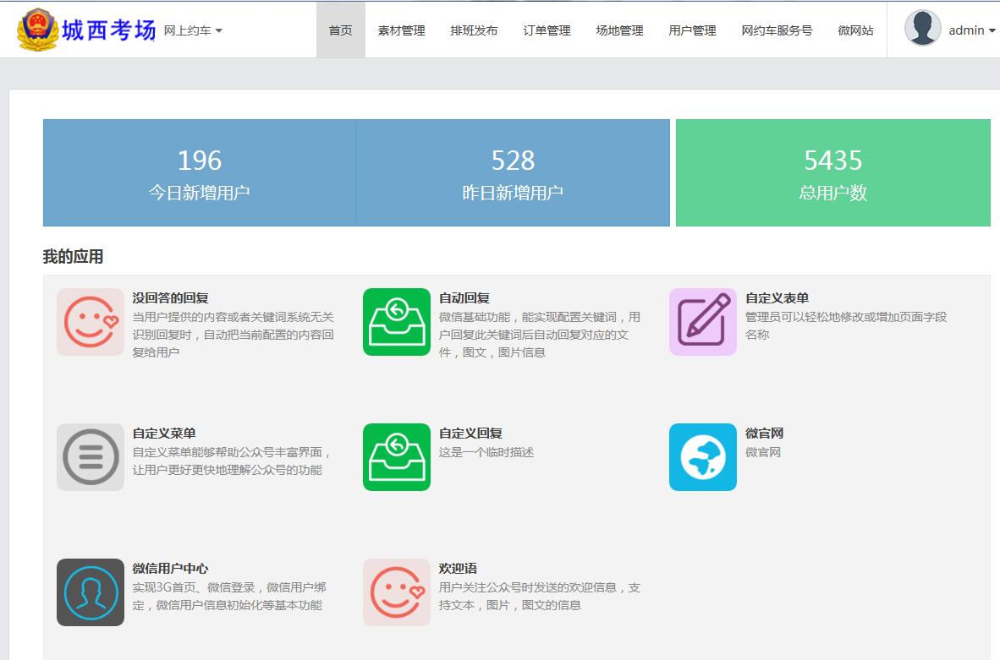 城西考场 网上约车 首页 素材管理 排班发布 订单管理 场地管理 用户管理 网约车服务号 微网站 admin
196 528 5435
今日新增用户 昨日新增用户 总用户数
我的应用
没回答的回复
当用户提供的内容或者关键词系统无关
识别回复时，自动把当前配置的内容回
复给用户
自动回复
微信基础功能，能实现配置关键词，用
户回复此关键词后自动回复对应的文
件，图文，图片信息
自定义表单
管理员可以轻松地修改或增加页面字段
名称
自定义菜单
自定义菜单能够帮助公众号丰富界面，
让用户更好更快地理解公众号的功能
自定义回复
这是一个临时描述
微官网
微官网
微信用户中心
实现3G首页、微信登录，微信用户绑
定，微信用户信息初始化等基本功能
欢迎语
用户关注公众号时发送的欢迎信息，支
持文本，图片，图文的信息